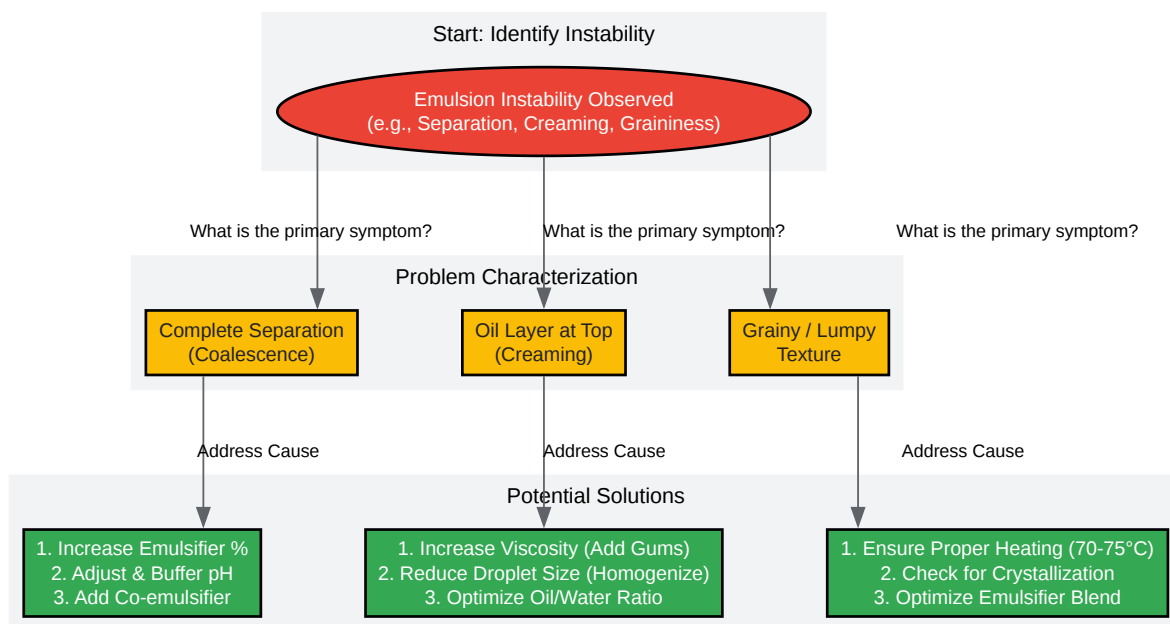 Start: Identify Instability
Emulsion Instability Observed
(e.g., Separation, Creaming, Graininess)
What is the primary symptom?
What is the primary symptom?
What is the primary symptom?
Problem Characterization
Complete Separation
(Coalescence)
Oil Layer at Top
(Creaming)
Grainy / Lumpy
Texture
Address Cause
Address Cause
Address Cause
Potential Solutions
1. Increase Emulsifier %
2. Adjust & Buffer pH
3. Add Co-emulsifier
1. Increase Viscosity (Add Gums)
2. Reduce Droplet Size (Homogenize)
3. Optimize Oil/Water Ratio
1. Ensure Proper Heating (70-75°C)
2. Check for Crystallization
3. Optimize Emulsifier Blend